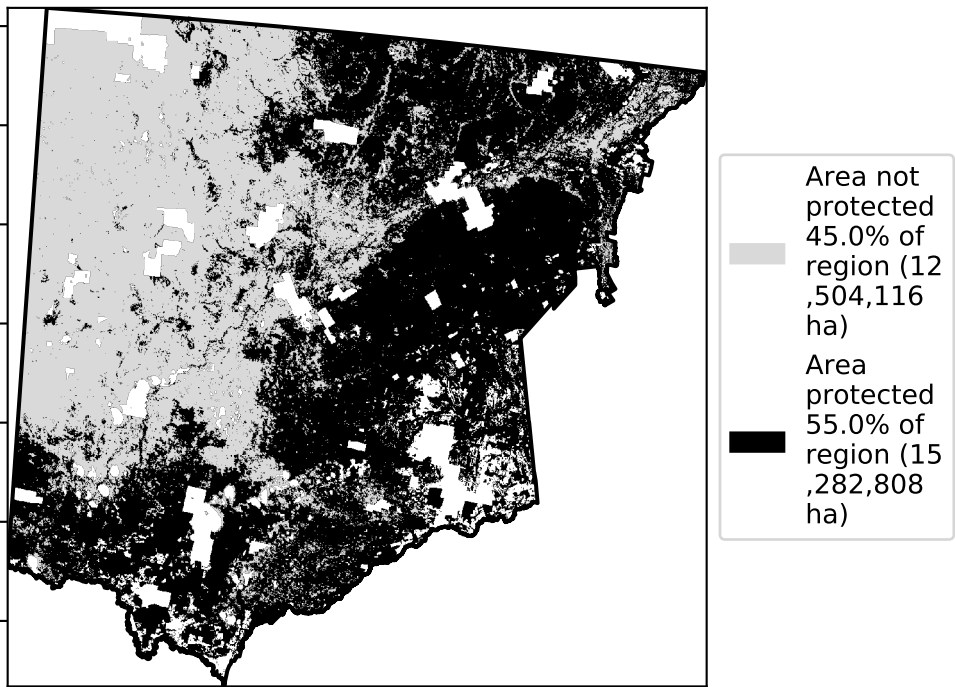 Area not
protected
45.0% of
region (12
,504,116
ha)
Area
protected
55.0% of
region (15
,282,808
ha)